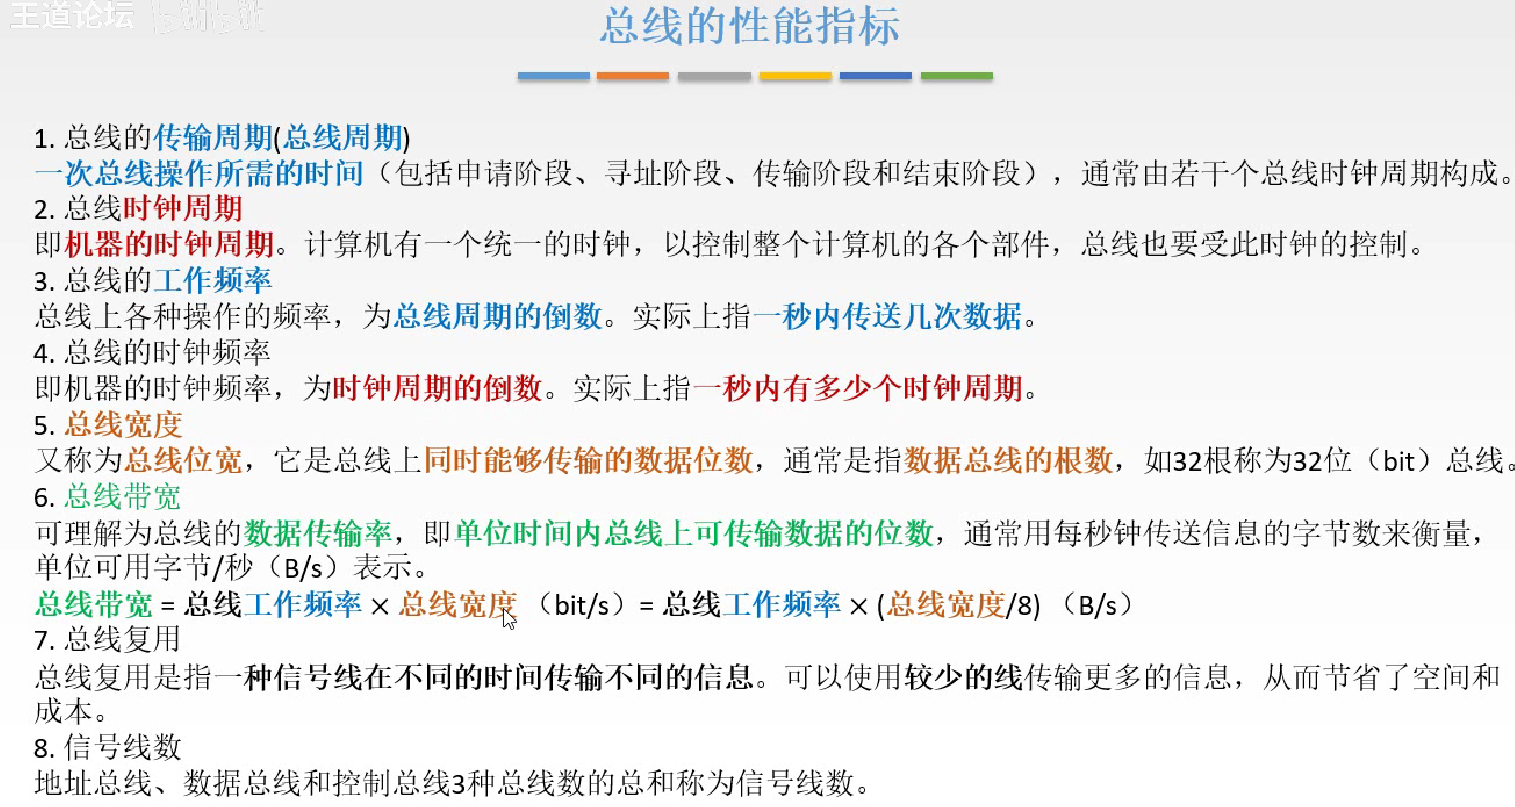 王道论坛 bilibili
总线的性能指标
1. 总线的传输周期(总线周期)
一次总线操作所需的时间（包括申请阶段、寻址阶段、传输阶段和结束阶段），通常由若干个总线时钟周期构成。
2. 总线时钟周期
即机器的时钟周期。计算机有一个统一的时钟，以控制整个计算机的各个部件，总线也要受此时钟的控制。
3. 总线的工作频率
总线上各种操作的频率，为总线周期的倒数。实际上指一秒内传送几次数据。
4. 总线的时钟频率
即机器的时钟频率，为时钟周期的倒数。实际上指一秒内有多少个时钟周期。
5. 总线宽度
又称为总线位宽，它是总线上同时能够传输的数据位数，通常是指数据总线的根数，如32根称为32位（bit）总线。
6. 总线带宽
可理解为总线的数据传输率，即单位时间内总线上可传输数据的位数，通常用每秒钟传送信息的字节数来衡量，
单位可用字节/秒（B/s）表示。
总线带宽 = 总线工作频率 × 总线宽度 （bit/s）= 总线工作频率 × (总线宽度/8) （B/s）
7. 总线复用
总线复用是指一种信号线在不同的时间传输不同的信息。可以使用较少的线传输更多的信息，从而节省了空间和
成本。
8. 信号线数
地址总线、数据总线和控制总线3种总线数的总和称为信号线数。